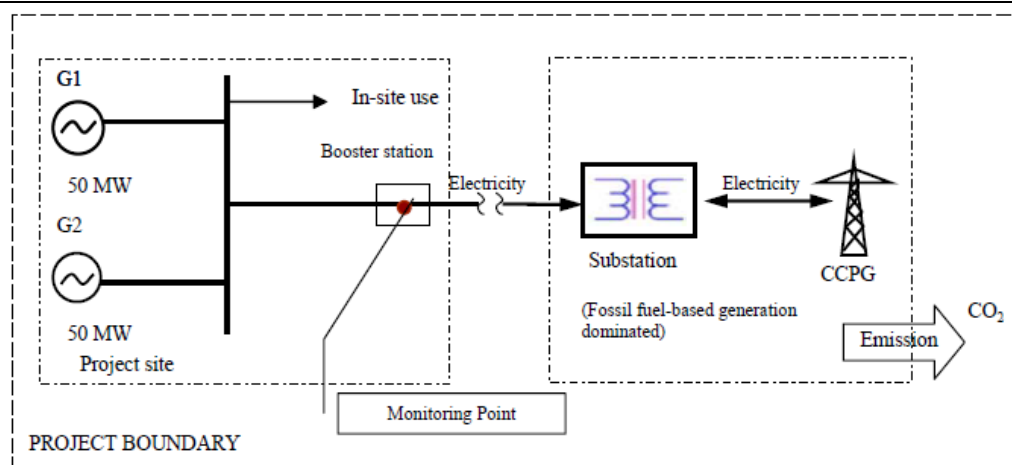 G1
In-site use
Booster station
50 MW
Electricity
Electricity
G2
Substation
CCPG
50 MW
(Fossil fuel-based generation
dominated)
CO₂
Emission
Project site
Monitoring Point
PROJECT BOUNDARY